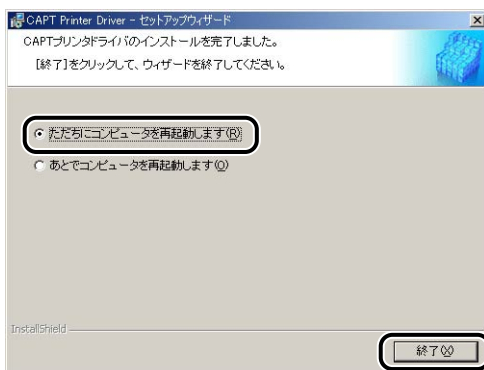 CAPT Printer Driver - セットアップウィザード
CAPTプリンタドライバのインストールを完了しました。
[終了]をクリックして、ウィザードを終了してください。
ただちにコンピュータを再起動します(R)
あとでコンピュータを再起動します(O)
InstallShield
終了(X)